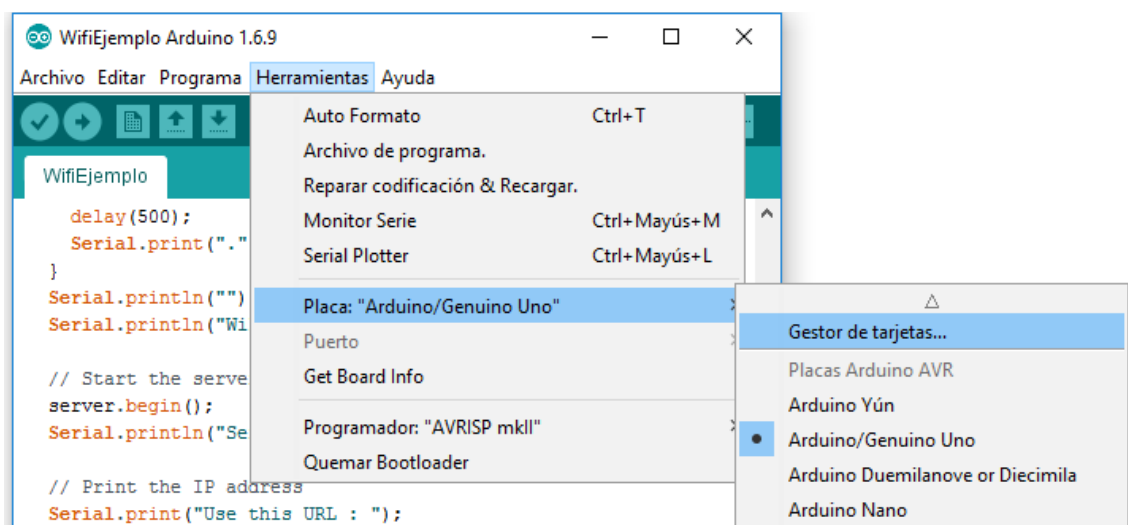 WifiEjemplo Arduino 1.6.9
Archivo Editar Programa Herramientas Ayuda
WifiEjemplo
delay(500);
Serial.print("."
}
Serial.println("")
Serial.println("Wi
// Start the serve
server.begin();
Serial.println("Se
// Print the IP address
Serial.print("Use this URL : ");
Auto Formato Ctrl+T
Archivo de programa.
Reparar codificación & Recargar.
Monitor Serie Ctrl+Mayús+M
Serial Plotter Ctrl+Mayús+L
Placa: "Arduino/Genuino Uno"
Puerto
Get Board Info
Programador: "AVRISP mkII"
Quemar Bootloader
Gestor de tarjetas...
Placas Arduino AVR
Arduino Yún
Arduino/Genuino Uno
Arduino Duemilanove or Diecimila
Arduino Nano